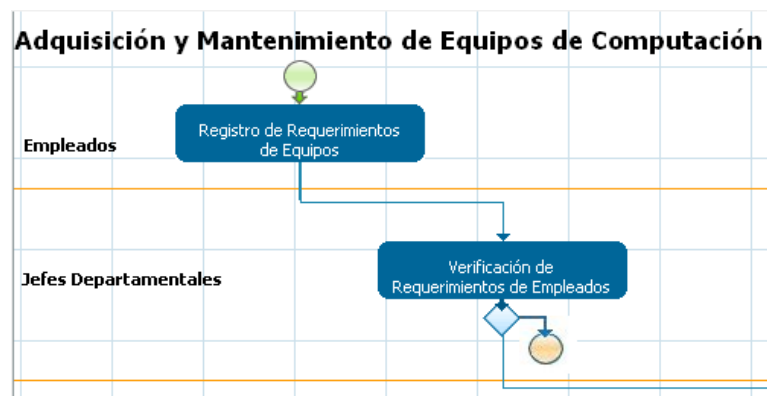 Adquisición y Mantenimiento de Equipos de Computación
Registro de Requerimientos
de Equipos
Empleados
Verificación de
Requerimientos de Empleados
Jefes Departamentales